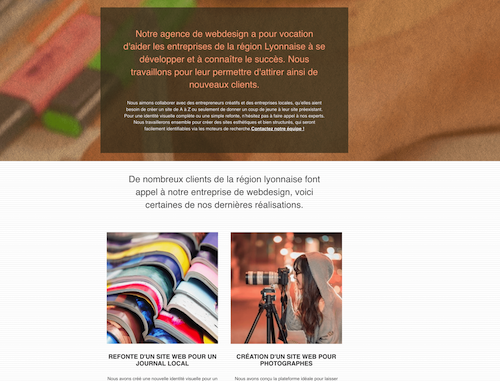 Notre agence de webdesign a pour vocation
d'aider les entreprises de la région Lyonnaise à se
développer et à connaître le succès. Nous
travaillons pour leur permettre d'attirer ainsi de
nouveaux clients.
Nous aimons collaborer avec des entrepreneurs créatifs et des entreprises locales, qu'elles aient
besoin de créer un site de A à Z ou seulement de donner un coup de jeune à leur site préexistant.
Pour une identité visuelle complète ou une simple refonte, n'hésitez pas à faire appel à nos experts.
Nous travaillerons ensemble pour créer des sites esthétiques et bien structurés, qui seront
facilement identifiables via les moteurs de recherche.Contactez notre équipe !
De nombreux clients de la région lyonnaise font
appel à notre entreprise de webdesign, voici
certaines de nos dernières réalisations.
REFONTE D'UN SITE WEB POUR UN
JOURNAL LOCAL
Nous avons créé une nouvelle identité visuelle pour un
CRÉATION D'UN SITE WEB POUR
PHOTOGRAPHES
Nous avons conçu la plateforme idéale pour laisser